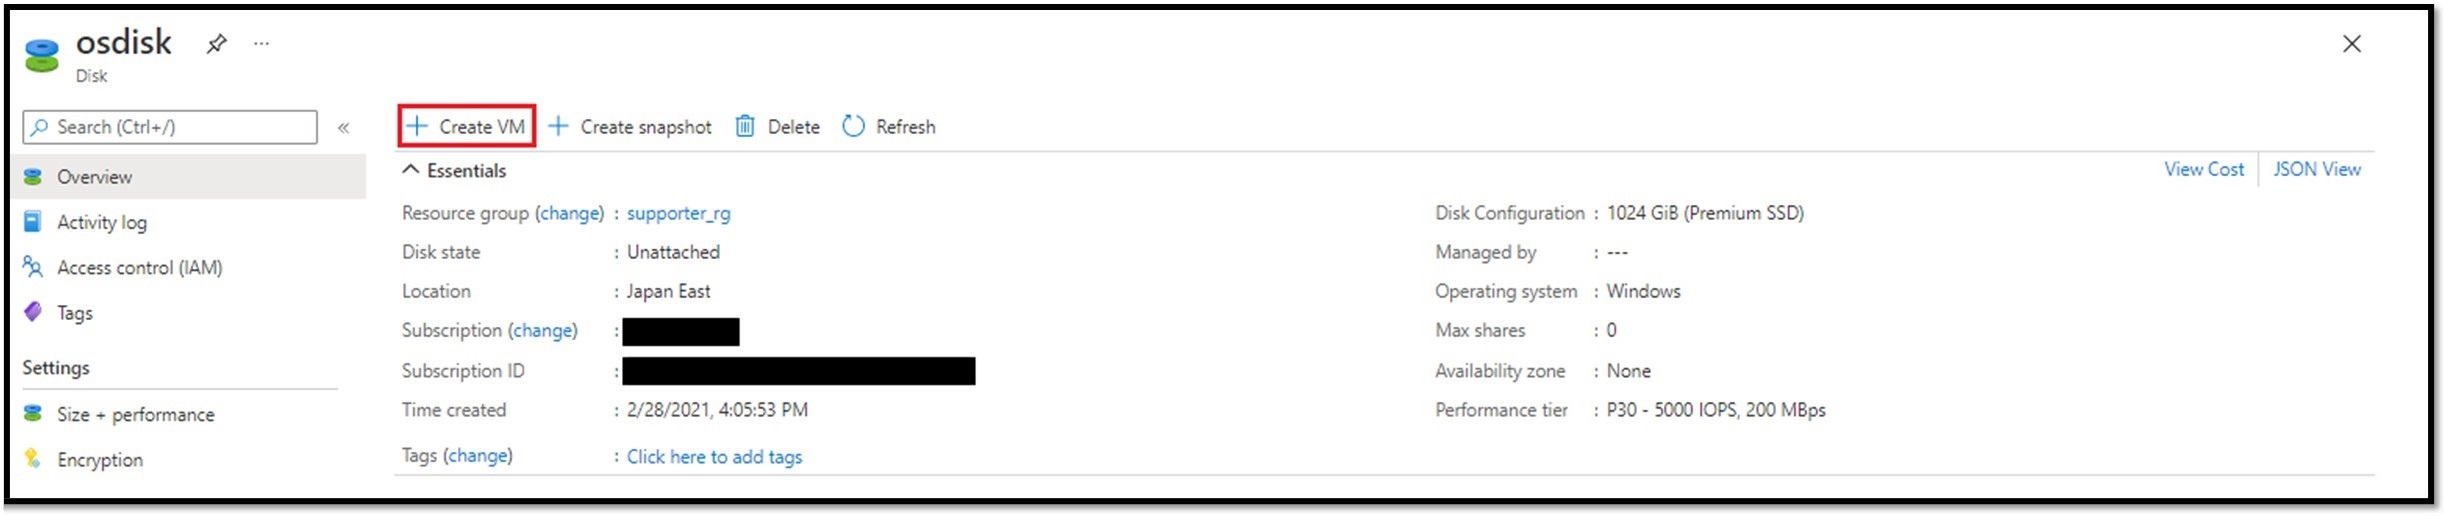 osdisk
...
Disk
Search (Ctrl+/)
«
Overview
Activity log
Access control (IAM)
Tags
Settings
Size + performance
Encryption
Create VM
Create snapshot
Delete
Refresh
Essentials
View Cost
JSON View
Resource group (change) : supporter_rg
Disk state : Unattached
Location : Japan East
Subscription (change) :
Subscription ID :
Time created : 2/28/2021, 4:05:53 PM
Tags (change) : Click here to add tags
Disk Configuration : 1024 GiB (Premium SSD)
Managed by : ---
Operating system : Windows
Max shares : 0
Availability zone : None
Performance tier : P30 - 5000 IOPS, 200 MBps